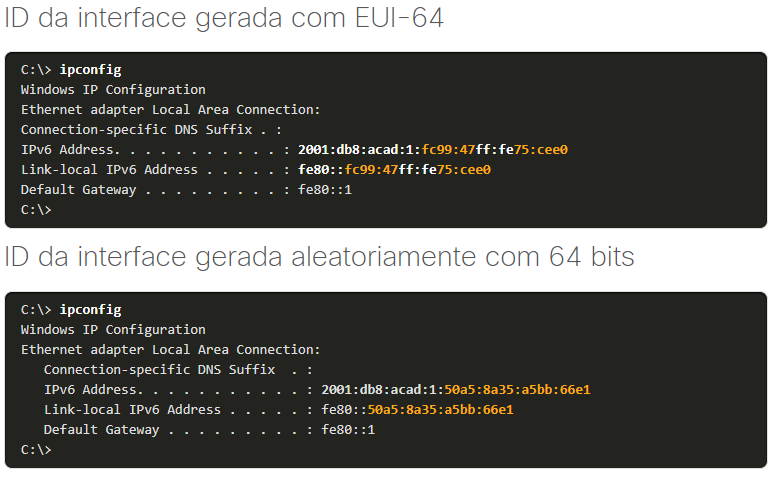 ID da interface gerada com EUI-64
C:\> ipconfig
Windows IP Configuration
Ethernet adapter Local Area Connection:
Connection-specific DNS Suffix . :
IPv6 Address. . . . . . . . . . . : 2001:db8:acad:1:fc99:47ff:fe75:cee0
Link-local IPv6 Address . . . . . : fe80::fc99:47ff:fe75:cee0
Default Gateway . . . . . . . . . : fe80::1
C:\>
ID da interface gerada aleatoriamente com 64 bits
C:\> ipconfig
Windows IP Configuration
Ethernet adapter Local Area Connection:
   Connection-specific DNS Suffix  . :
   IPv6 Address. . . . . . . . . . . : 2001:db8:acad:1:50a5:8a35:a5bb:66e1
   Link-local IPv6 Address . . . . . : fe80::50a5:8a35:a5bb:66e1
   Default Gateway . . . . . . . . . : fe80::1
C:\>